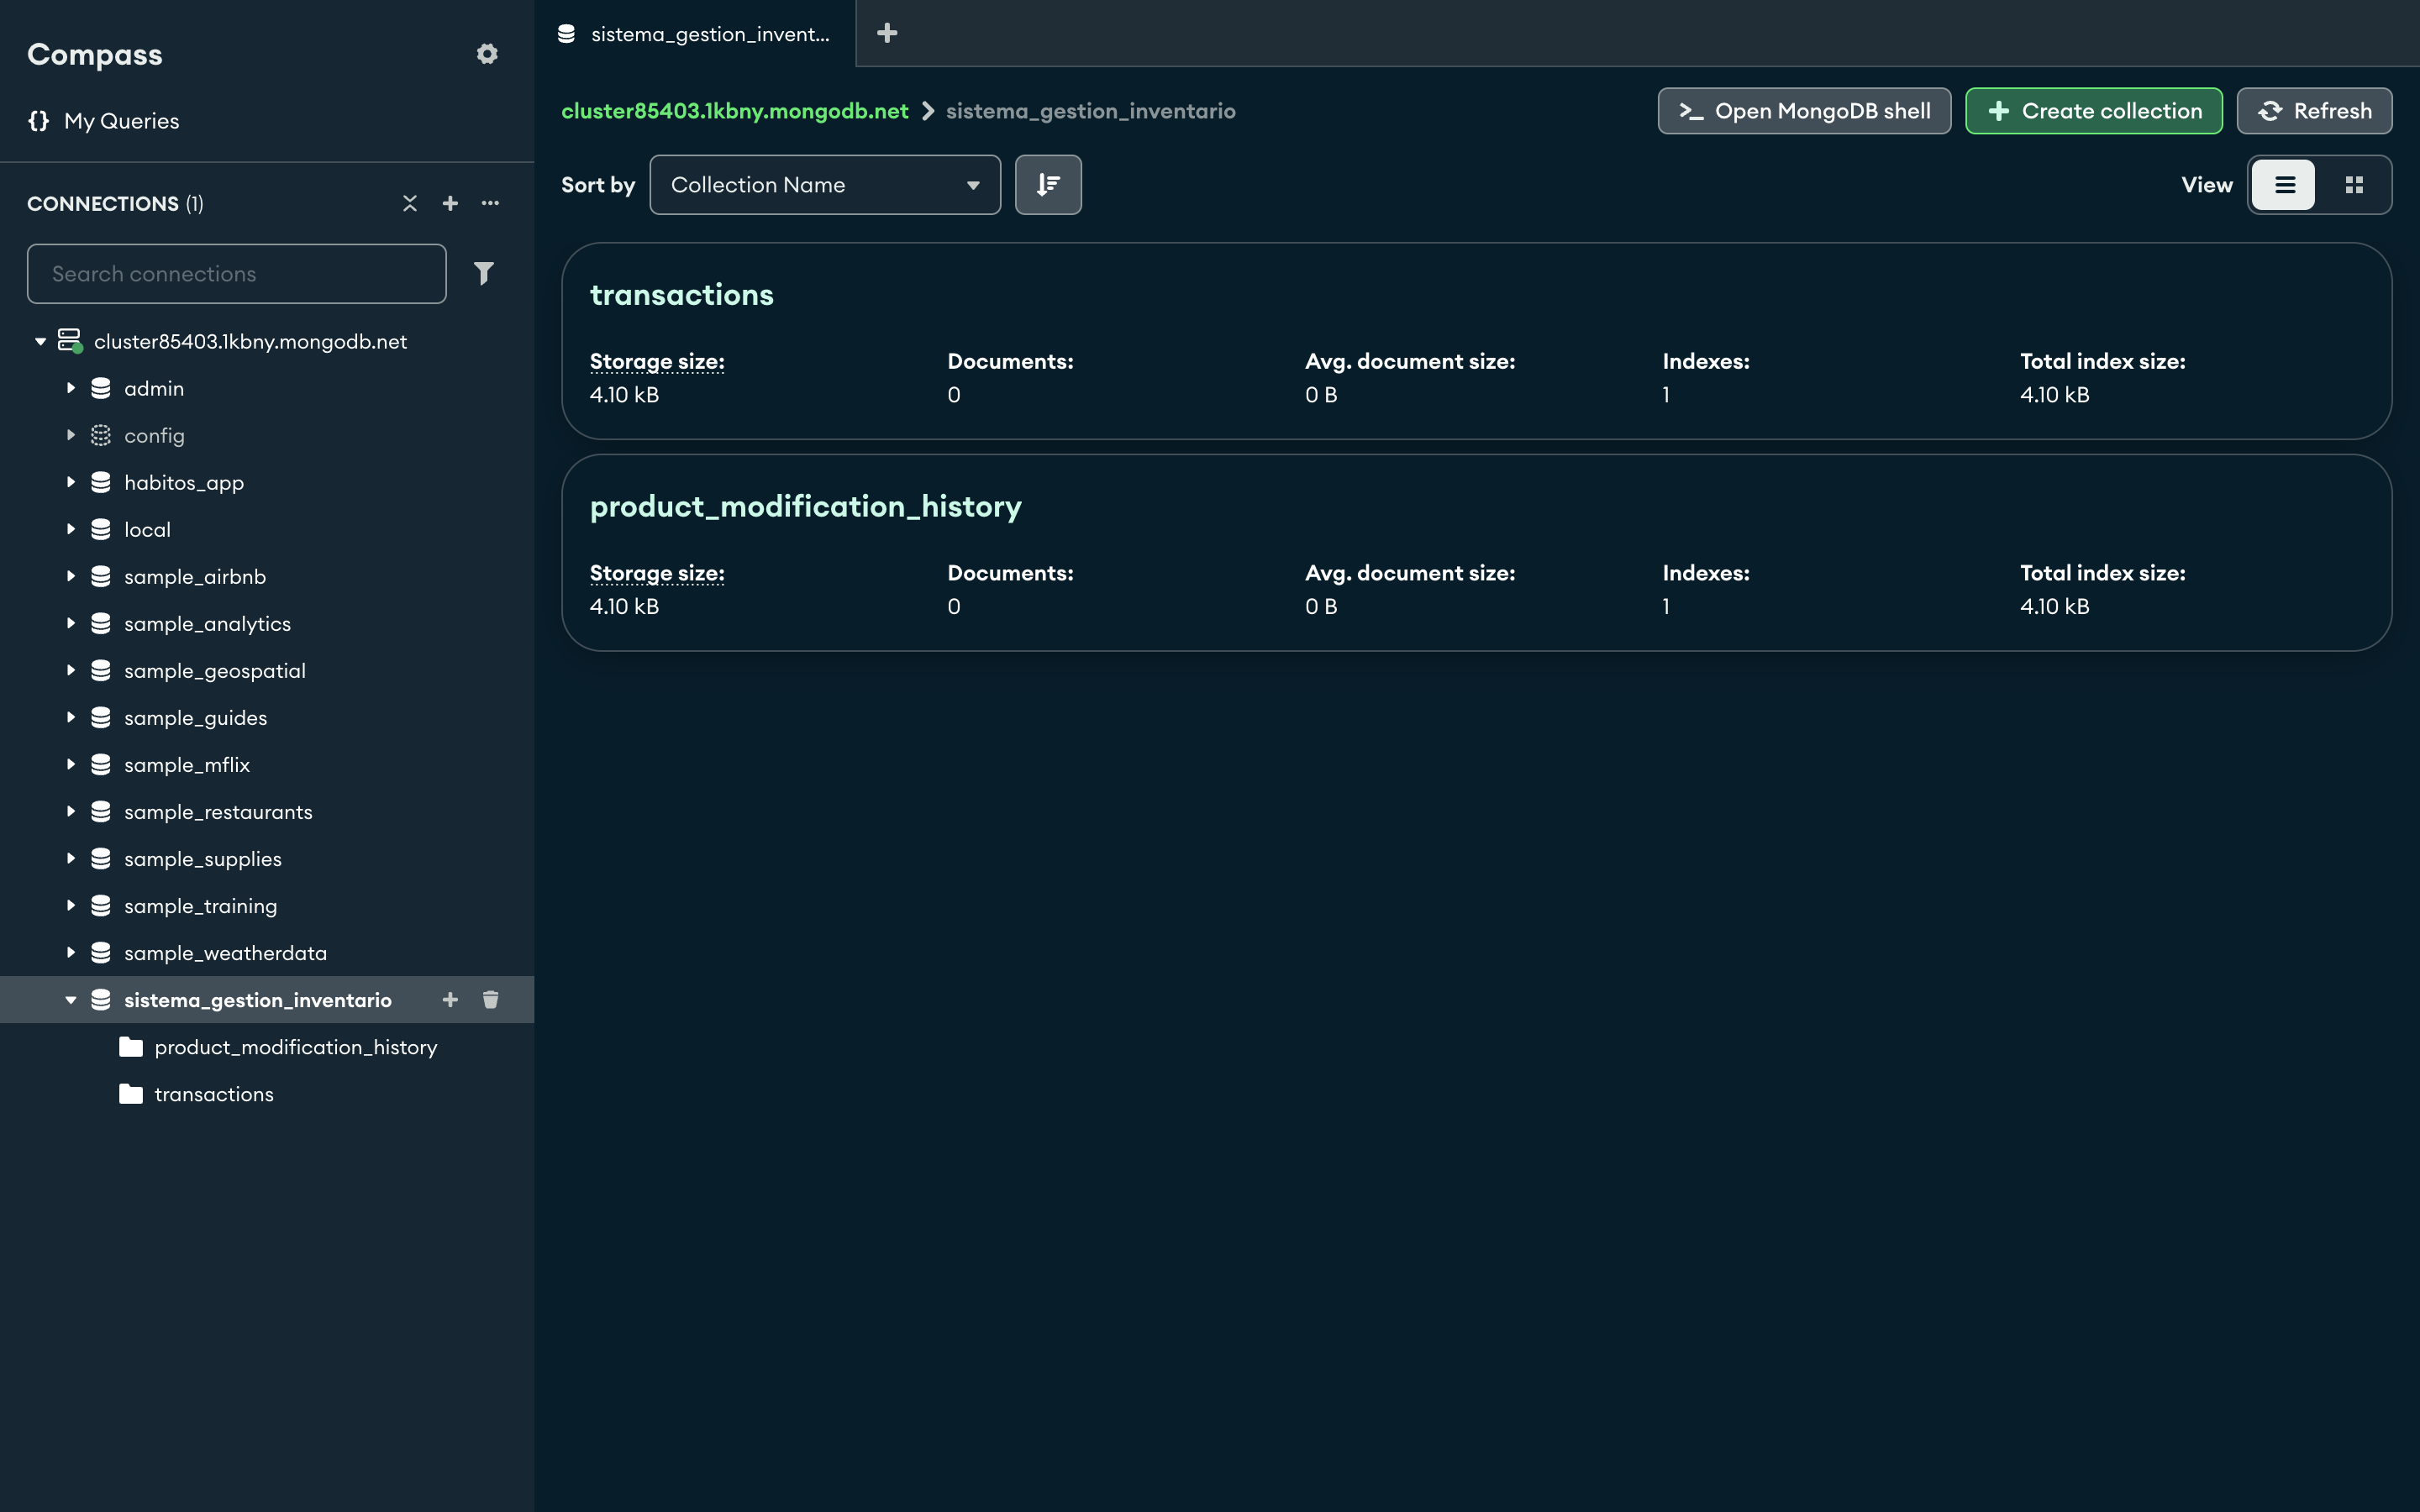 Compass
{} My Queries
CONNECTIONS (1)
Search connections
cluster85403.1kbny.mongodb.net
admin
config
habitos_app
local
sample_airbnb
sample_analytics
sample_geospatial
sample_guides
sample_mflix
sample_restaurants
sample_supplies
sample_training
sample_weatherdata
sistema_gestion_inventario
product_modification_history
transactions
sistema_gestion_invent...
cluster85403.1kbny.mongodb.net > sistema_gestion_inventario
>_ Open MongoDB shell
+ Create collection
Refresh
Sort by Collection Name
View
transactions
Storage size: Documents: Avg. document size: Indexes: Total index size:
4.10 kB 0 0 B 1 4.10 kB
product_modification_history
Storage size: Documents: Avg. document size: Indexes: Total index size:
4.10 kB 0 0 B 1 4.10 kB